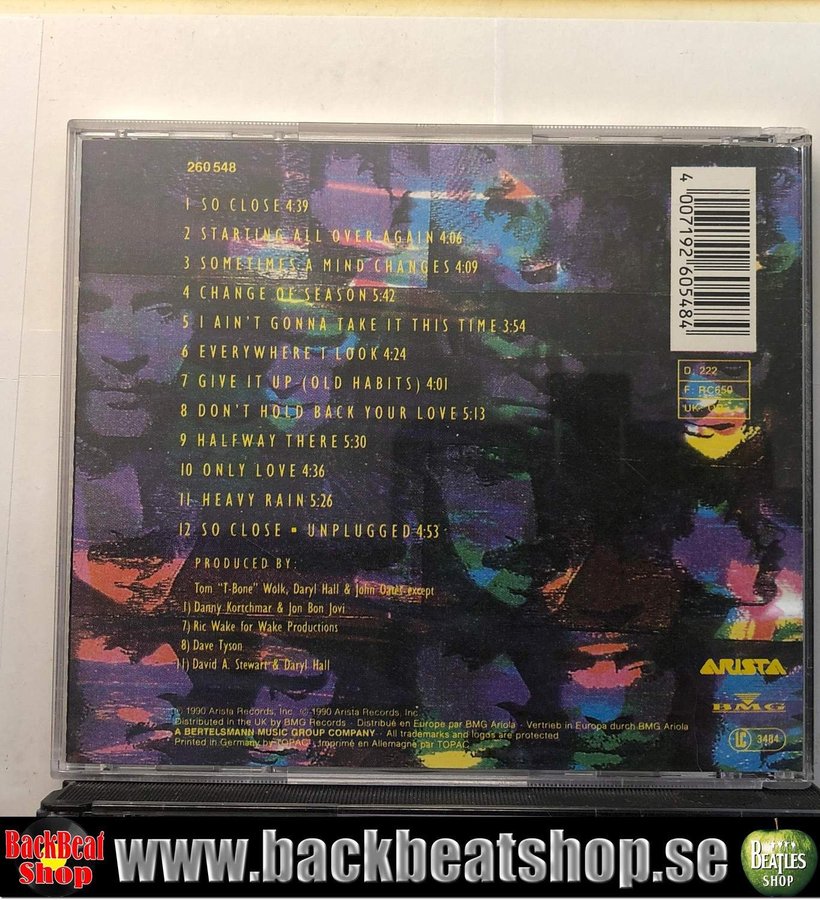 260 548
4 007192 605484
1 SO CLOSE 4:39
2 STARTING ALL OVER AGAIN 4:06
3 SOMETIMES A MIND CHANGES 4:09
4 CHANGE OF SEASON 5:42
5 I AIN'T GONNA TAKE IT THIS TIME 3:54
6 EVERYWHERE I LOOK 4:24
7 GIVE IT UP (OLD HABITS) 4:01
8 DON'T HOLD BACK YOUR LOVE 5:13
9 HALFWAY THERE 5:30
10 ONLY LOVE 4:36
11 HEAVY RAIN 5:26
12 SO CLOSE ▪ UNPLUGGED 4:53
D: 222
F: RC650
UK:
PRODUCED BY:
Tom "T-Bone" Wolk, Daryl Hall & John Oates except
1) Danny Kortchmar & Jon Bon Jovi
7) Ric Wake for Wake Productions
8) Dave Tyson
11) David A. Stewart & Daryl Hall
ARISTA
BMG
LC 3484
℗ 1990 Arista Records, Inc. © 1990 Arista Records, Inc.
Distributed in the UK by BMG Records · Distribué en Europe par BMG Ariola · Vertrieb in Europa durch BMG Ariola
A BERTELSMANN MUSIC GROUP COMPANY · All trademarks and logos are protected
Printed in Germany by TOPAC · Imprimé en Allemagne par TOPAC
BackBeat
Shop
www.backbeatshop.se
BEATLES
SHOP